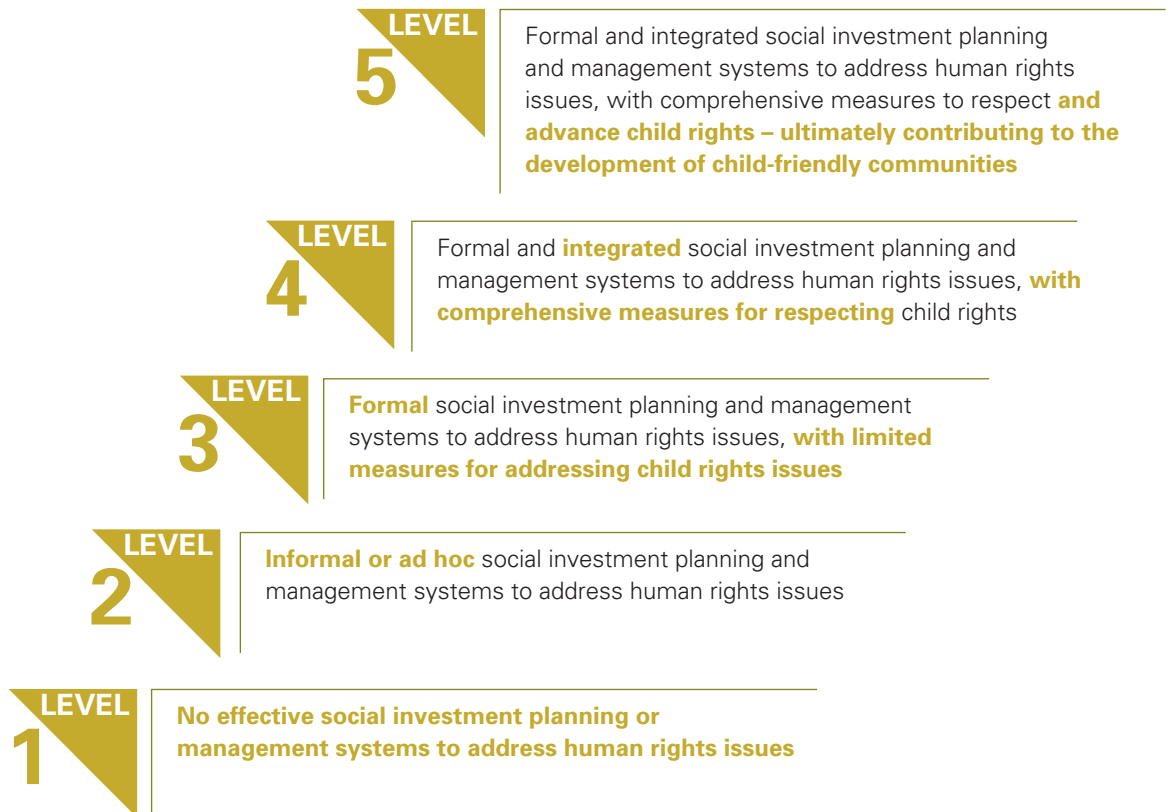 LEVEL
5
Formal and integrated social investment planning
and management systems to address human rights
issues, with comprehensive measures to respect and
advance child rights – ultimately contributing to the
development of child-friendly communities
LEVEL
4
Formal and integrated social investment planning and
management systems to address human rights issues, with
comprehensive measures for respecting child rights
LEVEL
3
Formal social investment planning and management
systems to address human rights issues, with limited
measures for addressing child rights issues
LEVEL
2
Informal or ad hoc social investment planning and
management systems to address human rights issues
LEVEL
1
No effective social investment planning or
management systems to address human rights issues